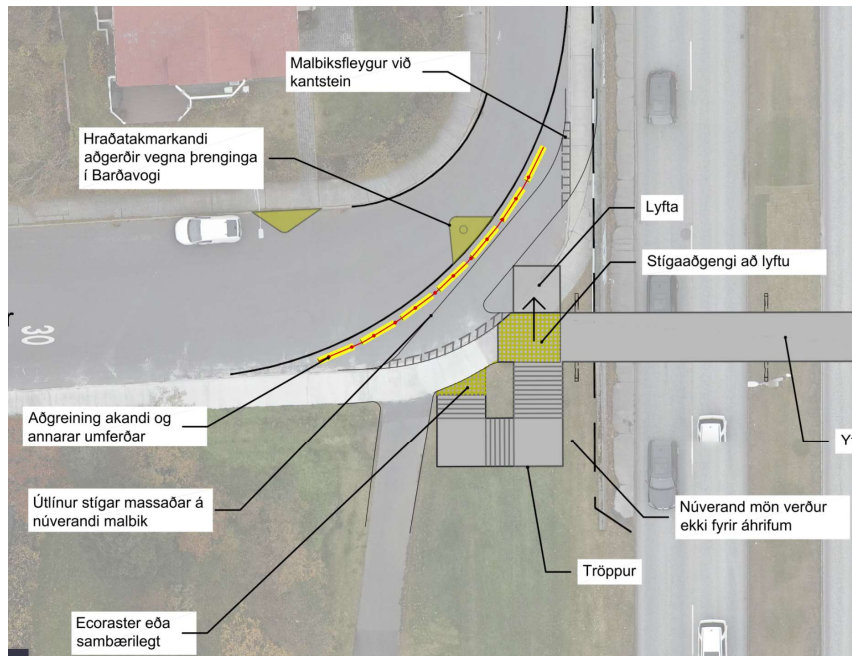 Malbiksfleygur við
kantstein
Hraðatakmarkandi
aðgerðir vegna þrenginga
í Barðavogi
Lyfta
Stígaaðgengi að lyftu
30
Aðgreining akandi og
annarar umferðar
Útlínur stígar massaðar á
núverandi malbik
Núverand mön verður
ekki fyrir áhrifum
Tröppur
Ecoraster eða
sambærilegt